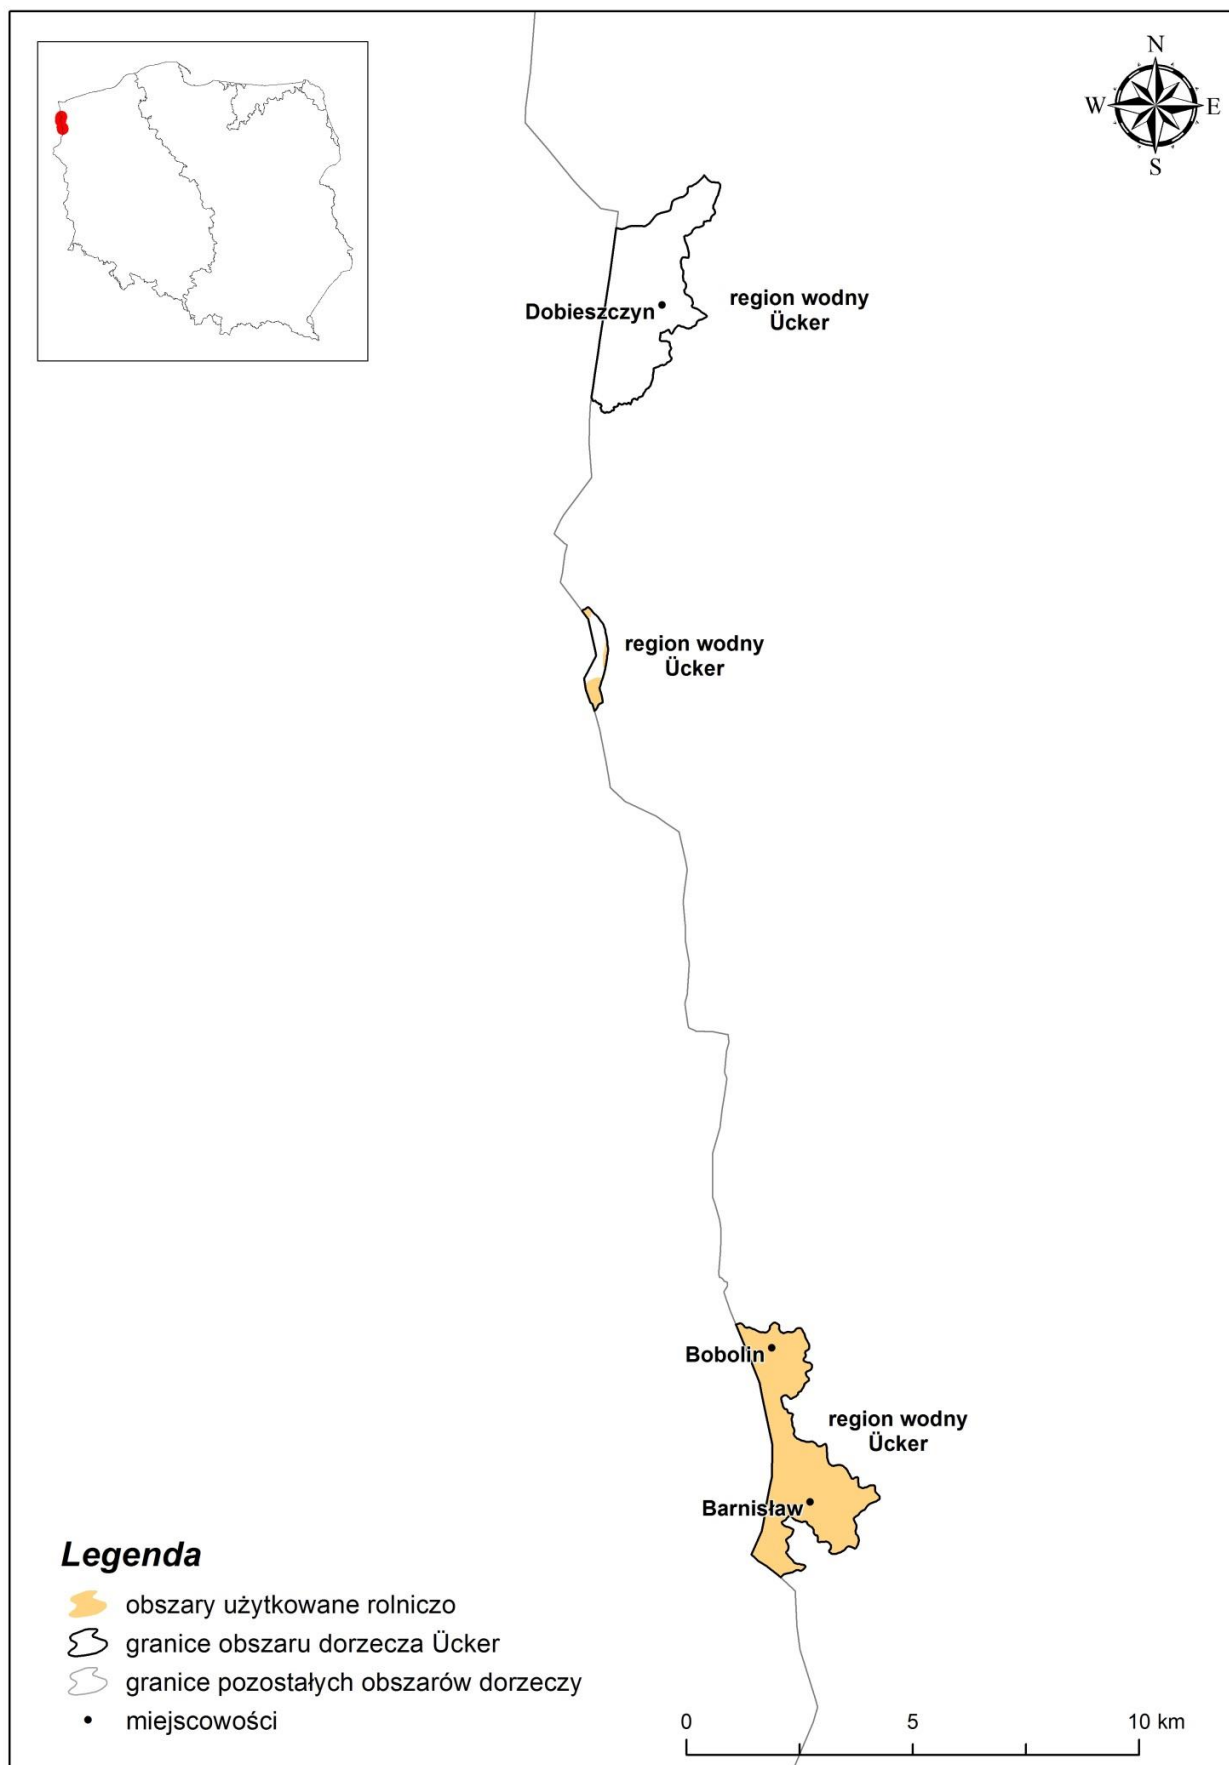 N
W
E
S
Dobieszczyn
region wodny
Ücker
region wodny
Ücker
Bobolin
region wodny
Ücker
Barnisław
Legenda
obszary użytkowane rolniczo
granice obszaru dorzecza Ücker
granice pozostałych obszarów dorzeczy
miejscowości
0 5 10 km